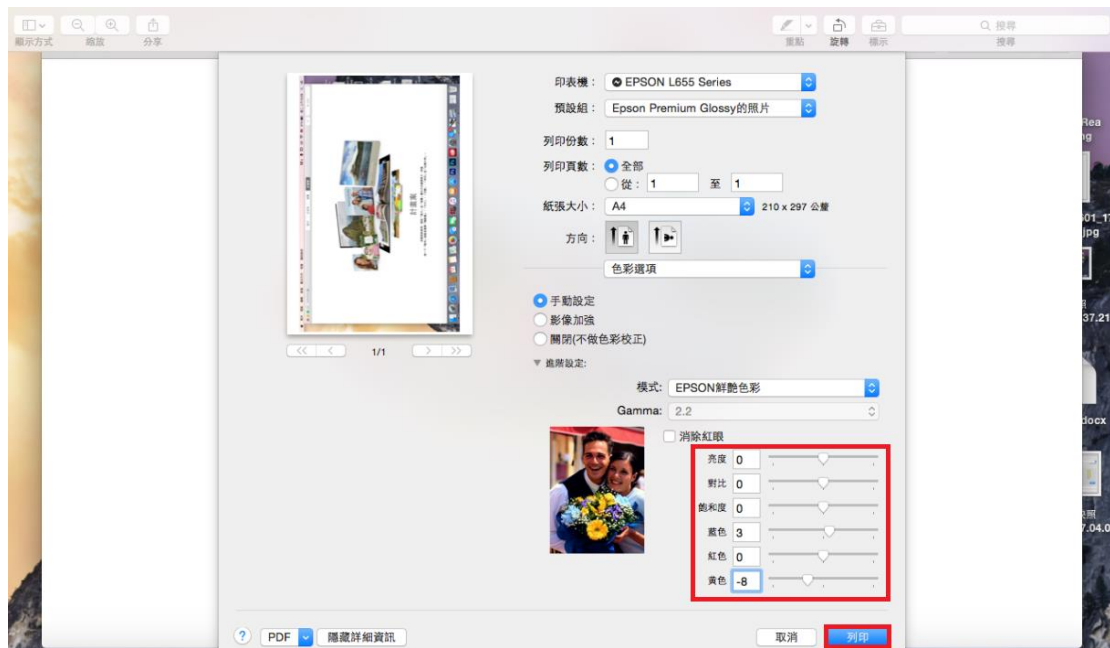 顯示方式 縮放 分享 重點 旋轉 標示 搜尋
搜尋
印表機： EPSON L655 Series
預設組： Epson Premium Glossy的照片
列印份數： 1
列印頁數： 全部
從： 1 至 1
紙張大小： A4 210 x 297 公釐
方向：
色彩選項
手動設定
影像加強
關閉(不做色彩校正)
<< < 1/1 > >>
進階設定:
模式: EPSON鮮艷色彩
Gamma: 2.2
消除紅眼
亮度 0
對比 0
飽和度 0
藍色 3
紅色 0
黃色 -8
? PDF 隱藏詳細資訊 取消 列印
計畫案
jpg
37.21
docx